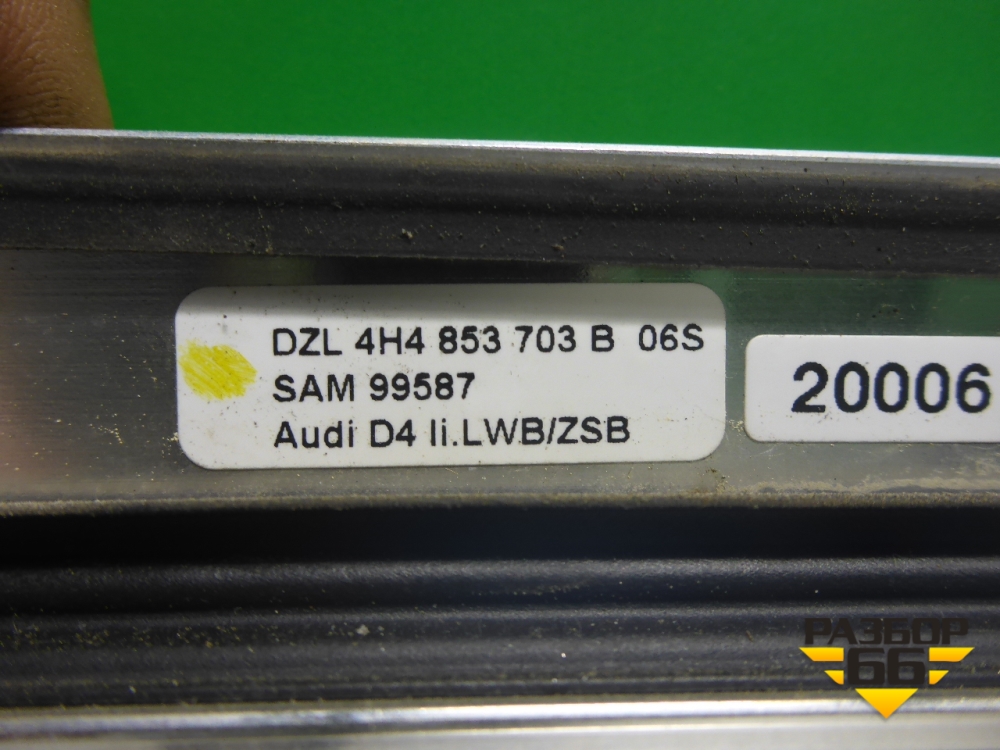 DZL 4H4 853 703 B 06S
SAM 99587
Audi D4 li.LWB/ZSB
20006
РАЗБОР
66